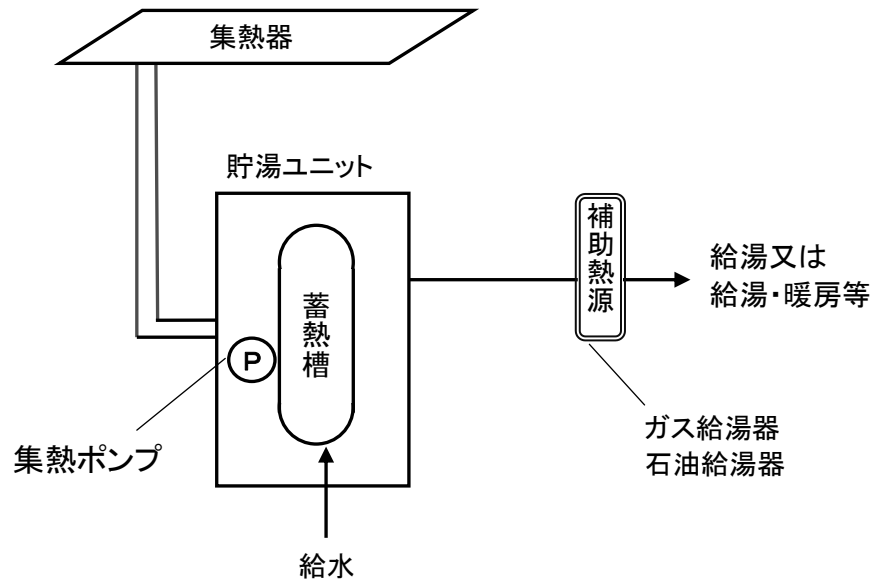 集熱器
貯湯ユニット
補助熱源
給湯又は
給湯・暖房等
蓄熱槽
P
集熱ポンプ
ガス給湯器
石油給湯器
給水